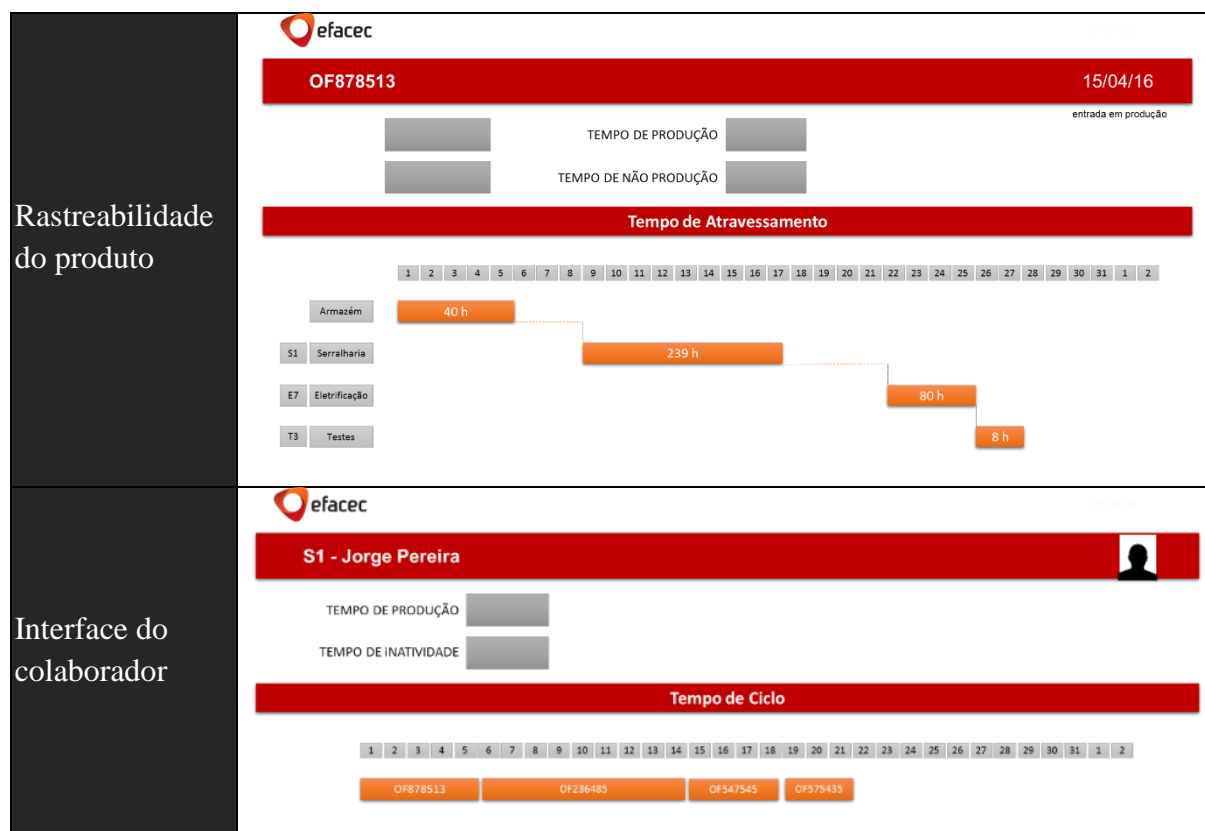 Rastreabilidade
do produto
efacec
OF878513 15/04/16
entrada em produção
TEMPO DE PRODUÇÃO
TEMPO DE NÃO PRODUÇÃO
Tempo de Atravessamento
1 2 3 4 5 6 7 8 9 10 11 12 13 14 15 16 17 18 19 20 21 22 23 24 25 26 27 28 29 30 31 1 2
Armazém 40 h
S1 Serralharia 239 h
E7 Eletrificação 80 h
T3 Testes 8 h
Interface do
colaborador
efacec
S1 - Jorge Pereira
TEMPO DE PRODUÇÃO
TEMPO DE iNATIVIDADE
Tempo de Ciclo
1 2 3 4 5 6 7 8 9 10 11 12 13 14 15 16 17 18 19 20 21 22 23 24 25 26 27 28 29 30 31 1 2
OF878513 OF236485 OF547545 OF575435